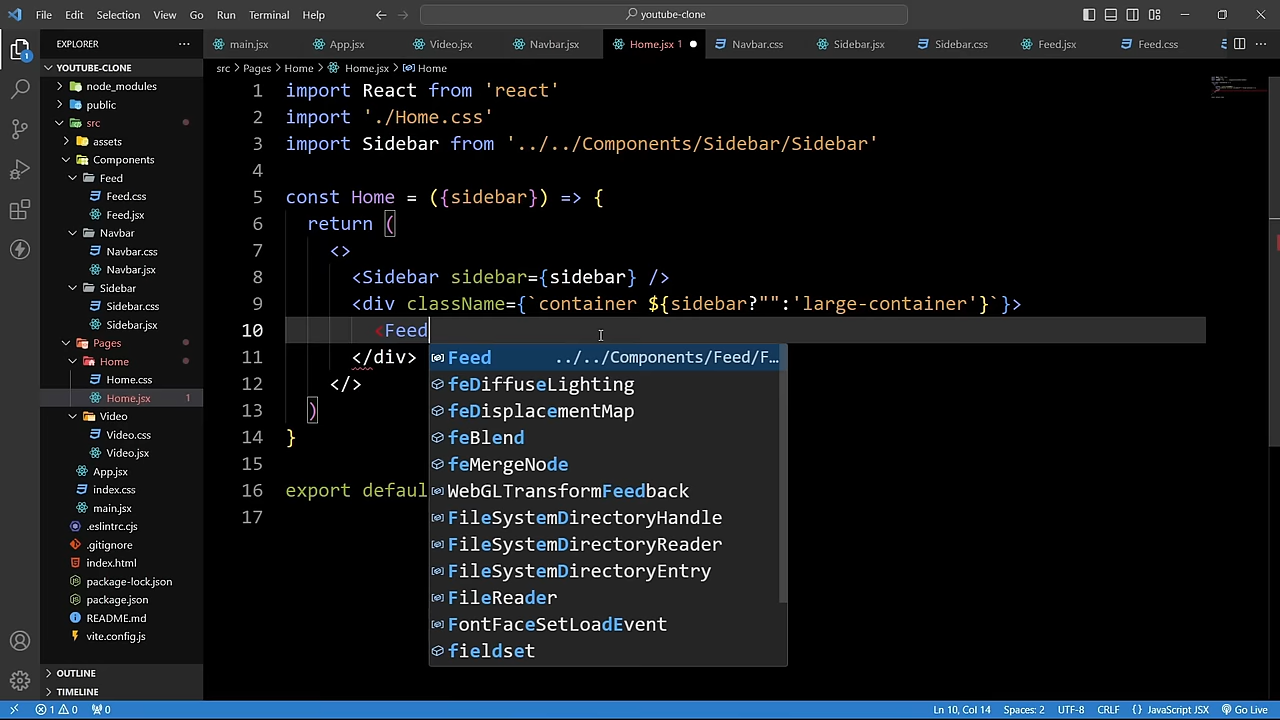 File Edit Selection View Go Run Terminal Help
youtube-clone
EXPLORER
main.jsx
App.jsx
Video.jsx
Navbar.jsx
Home.jsx 1
Navbar.css
Sidebar.jsx
Sidebar.css
Feed.jsx
Feed.css
src > Pages > Home > Home.jsx > Home
YOUTUBE-CLONE
node_modules
public
src
assets
Components
Feed
Feed.css
Feed.jsx
Navbar
Navbar.css
Navbar.jsx
Sidebar
Sidebar.css
Sidebar.jsx
Pages
Home
Home.css
Home.jsx 1
Video
Video.css
Video.jsx
App.jsx
index.css
main.jsx
.eslintrc.cjs
.gitignore
index.html
package-lock.json
package.json
README.md
vite.config.js
OUTLINE
TIMELINE
1
1 import React from 'react'
2 import './Home.css'
3 import Sidebar from '../../Components/Sidebar/Sidebar'
4
5 const Home = ({sidebar}) => {
6 return (
7 <>
8 <Sidebar sidebar={sidebar} />
9 <div className={`container ${sidebar?"":'large-container'}`}>
10 <Feed
11 </div>
12 </>
13 )
14 }
15
16 export defaul
17
Feed ../../Components/Feed/F…
feDiffuseLighting
feDisplacementMap
feBlend
feMergeNode
WebGLTransformFeedback
FileSystemDirectoryHandle
FileSystemDirectoryReader
FileSystemDirectoryEntry
FileReader
FontFaceSetLoadEvent
fieldset
1 0 0
Ln 10, Col 14 Spaces: 2 UTF-8 CRLF {} JavaScript JSX Go Live